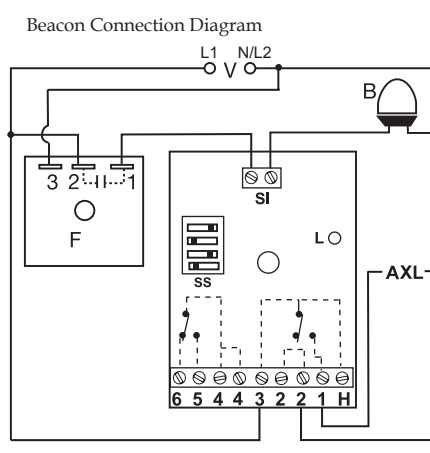 Beacon Connection Diagram
L1 V N/L2
B
3 2 1
F
SI
L
SS
AXL
6 5 4 4 3 2 2 1 H